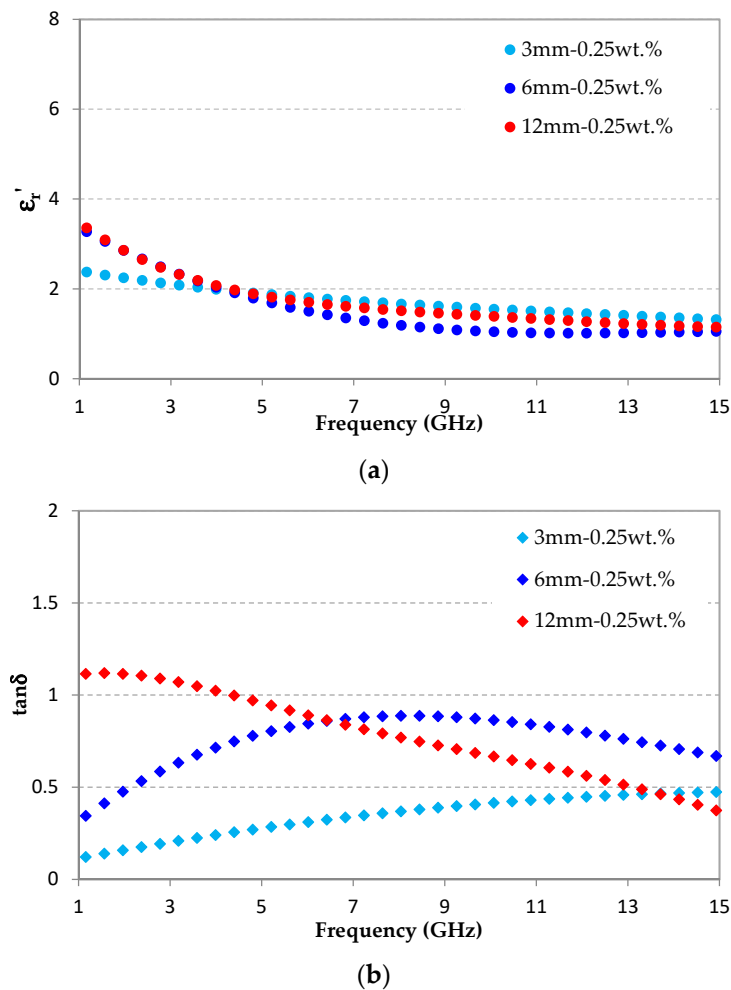 8
6
4
2
0
εr'
3mm-0.25wt.%
6mm-0.25wt.%
12mm-0.25wt.%
1 3 5 7 9 11 13 15
Frequency (GHz)
(a)
2
1.5
1
0.5
0
tanδ
3mm-0.25wt.%
6mm-0.25wt.%
12mm-0.25wt.%
1 3 5 7 9 11 13 15
Frequency (GHz)
(b)